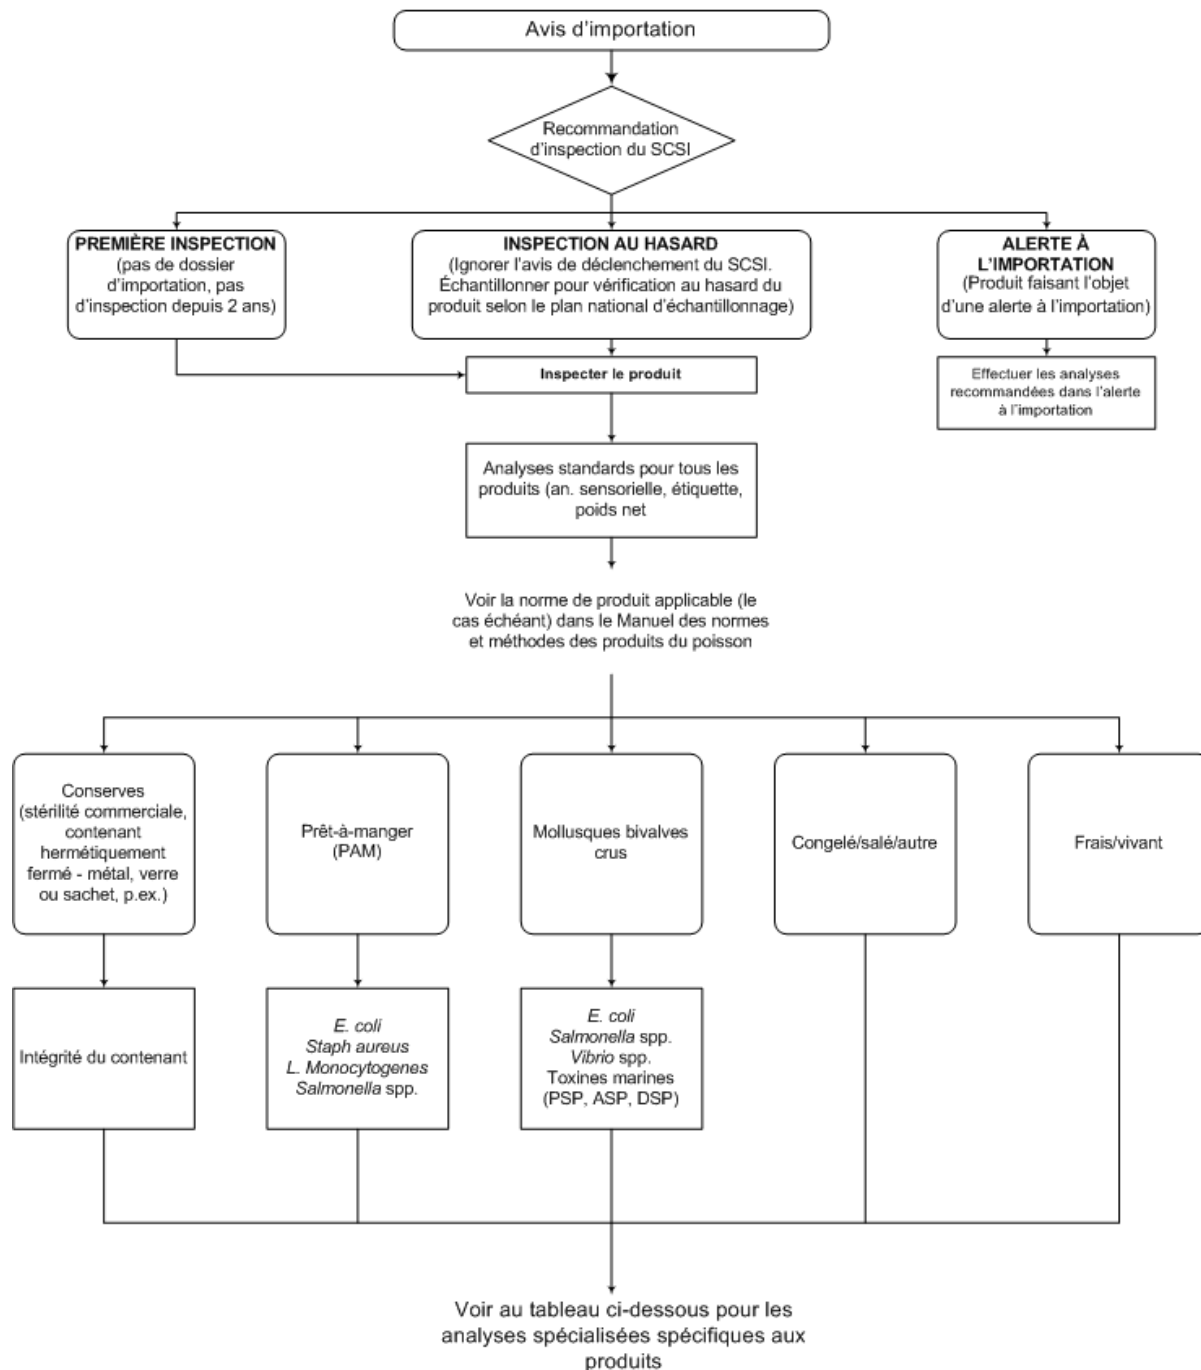 Avis d’importation
Recommandation
d’inspection du SCSI
PREMIÈRE INSPECTION
(pas de dossier
d’importation, pas
d’inspection depuis 2 ans)
INSPECTION AU HASARD
(Ignorer l’avis de déclenchement du SCSI.
Échantillonner pour vérification au hasard du
produit selon le plan national d’échantillonnage)
ALERTE À
L’IMPORTATION
(Produit faisant l’objet
d’une alerte à l’importation)
Inspecter le produit
Effectuer les analyses
recommandées dans l’alerte
à l’importation
Analyses standards pour tous les
produits (an. sensorielle, étiquette,
poids net
Voir la norme de produit applicable (le
cas échéant) dans le Manuel des normes
et méthodes des produits du poisson
Conserves
(stérilité commerciale,
contenant
hermétiquement
fermé - métal, verre
ou sachet, p.ex.)
Prêt-à-manger
(PAM)
Mollusques bivalves
crus
Congelé/salé/autre
Frais/vivant
Intégrité du contenant
E. coli
Staph aureus
L. Monocytogenes
Salmonella spp.
E. coli
Salmonella spp.
Vibrio spp.
Toxines marines
(PSP, ASP, DSP)
Voir au tableau ci-dessous pour les
analyses spécialisées spécifiques aux
produits